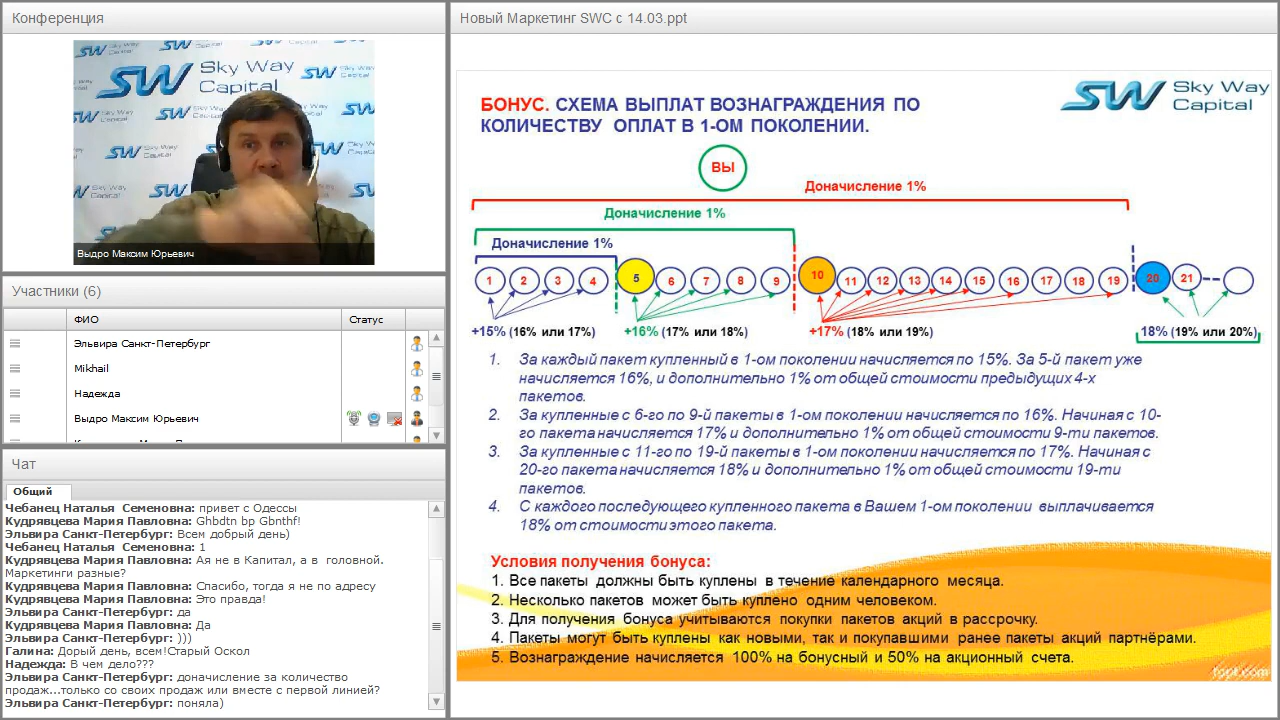 Конференция
Sky Way
Capital
Выдро Максим Юрьевич
Участники (6)
ФИО
Статус
Эльвира Санкт-Петербург
Mikhail
Надежда
Выдро Максим Юрьевич
Чат
Общий
Чебанец Наталья Семеновна: привет с Одессы
Кудрявцева Мария Павловна: Ghbdtn bp Gbnthf!
Эльвира Санкт-Петербург: Всем добрый день)
Чебанец Наталья Семеновна: 1
Кудрявцева Мария Павловна: Ая не в Капитал, а в головной.
Маркетинги разные?
Кудрявцева Мария Павловна: Спасибо, тогда я не по адресу
Кудрявцева Мария Павловна: Это правда!
Эльвира Санкт-Петербург: да
Кудрявцева Мария Павловна: Да
Эльвира Санкт-Петербург: )))
Галина: Дорый день, всем!Старый Оскол
Надежда: В чем дело???
Эльвира Санкт-Петербург: доначисление за количество
продаж...только со своих продаж или вместе с первой линией?
Эльвира Санкт-Петербург: поняла)
Новый Маркетинг SWC с 14.03.ppt
SW Sky Way
Capital
БОНУС. СХЕМА ВЫПЛАТ ВОЗНАГРАЖДЕНИЯ ПО
КОЛИЧЕСТВУ ОПЛАТ В 1-ОМ ПОКОЛЕНИИ.
ВЫ
Доначисление 1%
Доначисление 1%
Доначисление 1%
1 2 3 4 5 6 7 8 9 10 11 12 13 14 15 16 17 18 19 20 21
+15% (16% или 17%) +16% (17% или 18%) +17% (18% или 19%) 18% (19% или 20%)
1. За каждый пакет купленный в 1-ом поколении начисляется по 15%. За 5-й пакет уже
начисляется 16%, и дополнительно 1% от общей стоимости предыдущих 4-х
пакетов.
2. За купленные с 6-го по 9-й пакеты в 1-ом поколении начисляется по 16%. Начиная с 10-
го пакета начисляется 17% и дополнительно 1% от общей стоимости 9-ти пакетов.
3. За купленные с 11-го по 19-й пакеты в 1-ом поколении начисляется по 17%. Начиная с
20-го пакета начисляется 18% и дополнительно 1% от общей стоимости 19-ти
пакетов.
4. С каждого последующего купленного пакета в Вашем 1-ом поколении выплачивается
18% от стоимости этого пакета.
Условия получения бонуса:
1. Все пакеты должны быть куплены в течение календарного месяца.
2. Несколько пакетов может быть куплено одним человеком.
3. Для получения бонуса учитываются покупки пакетов акций в рассрочку.
4. Пакеты могут быть куплены как новыми, так и покупавшими ранее пакеты акций партнёрами.
5. Вознаграждение начисляется 100% на бонусный и 50% на акционный счета.